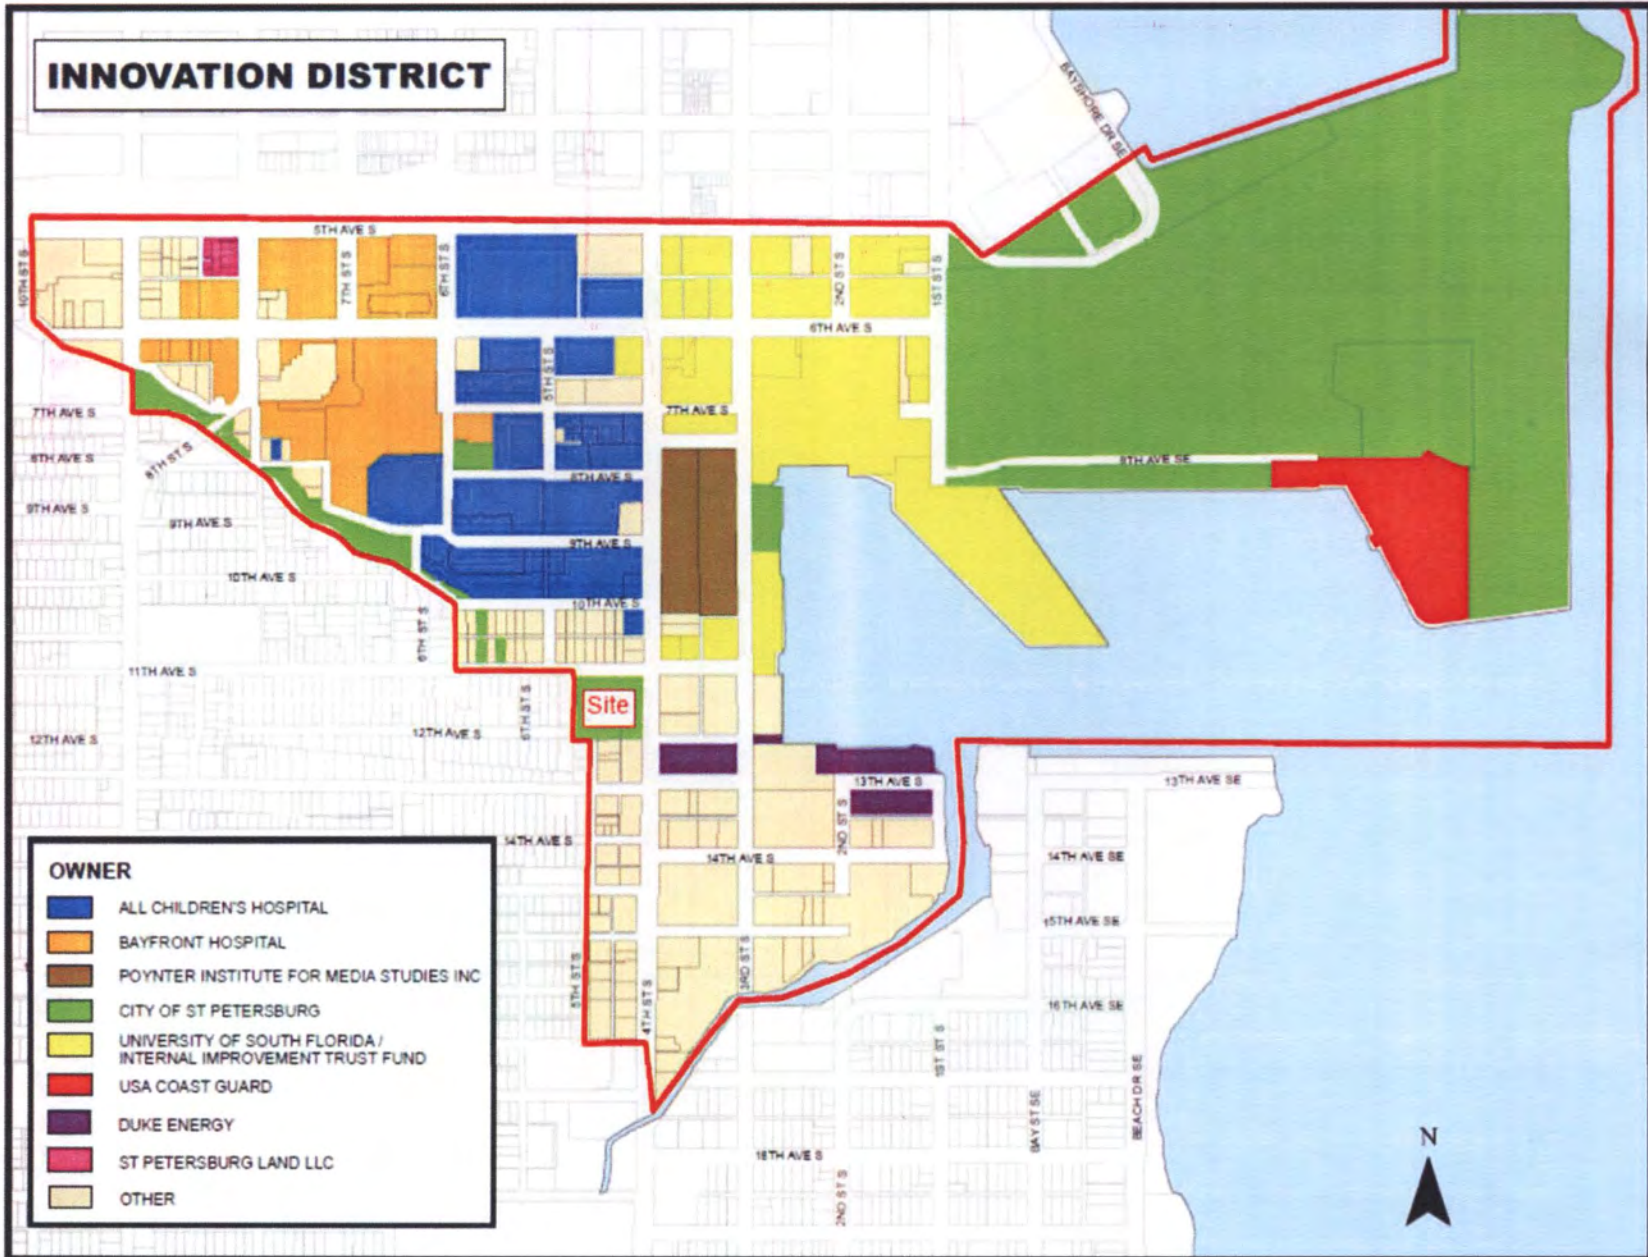 INNOVATION DISTRICT
BAYSHORE DR SE
5TH AVE S
10TH ST S
7TH ST S
6TH ST S
2ND ST S
1ST ST S
6TH AVE S
5TH ST S
7TH AVE S
7TH AVE S
8TH AVE S
8TH ST S
8TH AVE S
8TH AVE SE
9TH AVE S
9TH AVE S
9TH AVE S
10TH AVE S
10TH AVE S
6TH ST S
11TH AVE S
Site
5TH ST S
12TH AVE S
12TH AVE S
13TH AVE S
13TH AVE SE
2ND ST S
14TH AVE S
14TH AVE S
14TH AVE SE
15TH AVE SE
5TH ST S
4TH ST S
3RD ST S
16TH AVE SE
1ST ST S
BAY ST SE
BEACH DR SE
18TH AVE S
2ND ST S
N
OWNER
ALL CHILDREN'S HOSPITAL
BAYFRONT HOSPITAL
POYNTER INSTITUTE FOR MEDIA STUDIES INC
CITY OF ST PETERSBURG
UNIVERSITY OF SOUTH FLORIDA /
INTERNAL IMPROVEMENT TRUST FUND
USA COAST GUARD
DUKE ENERGY
ST PETERSBURG LAND LLC
OTHER